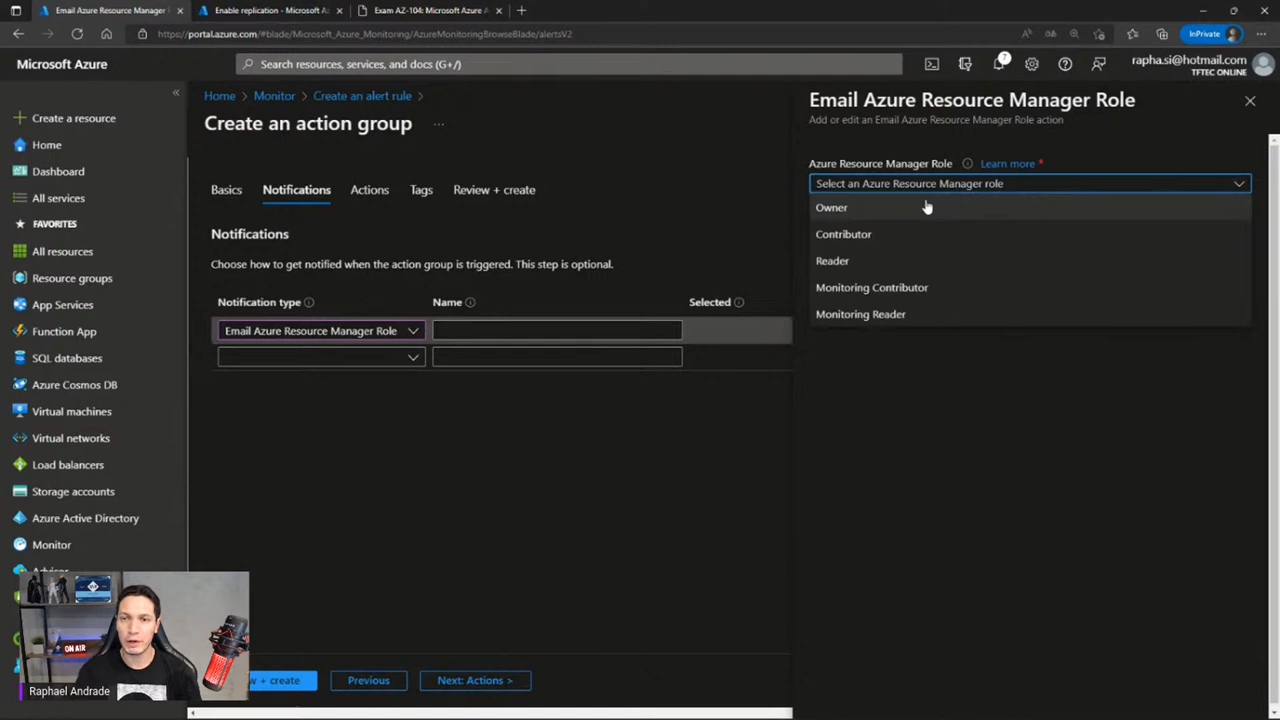 Email Azure Resource Manager
Enable replication - Microsoft A
Exam AZ-104: Microsoft Azure A
https://portal.azure.com/#blade/Microsoft_Azure_Monitoring/AzureMonitoringBrowseBlade/alertsV2
InPrivate
Microsoft Azure
Search resources, services, and docs (G+/)
7
rapha.si@hotmail.com
TFTEC ONLINE
Create a resource
Home
Dashboard
All services
FAVORITES
All resources
Resource groups
App Services
Function App
SQL databases
Azure Cosmos DB
Virtual machines
Virtual networks
Load balancers
Storage accounts
Azure Active Directory
Monitor
Home > Monitor > Create an alert rule >
Create an action group ...
Basics Notifications Actions Tags Review + create
Notifications
Choose how to get notified when the action group is triggered. This step is optional.
Notification type Name Selected
Email Azure Resource Manager Role
w + create Previous Next: Actions >
Email Azure Resource Manager Role
Add or edit an Email Azure Resource Manager Role action
Azure Resource Manager Role Learn more *
Select an Azure Resource Manager role
Owner
Contributor
Reader
Monitoring Contributor
Monitoring Reader
ON AIR
Raphael Andrade